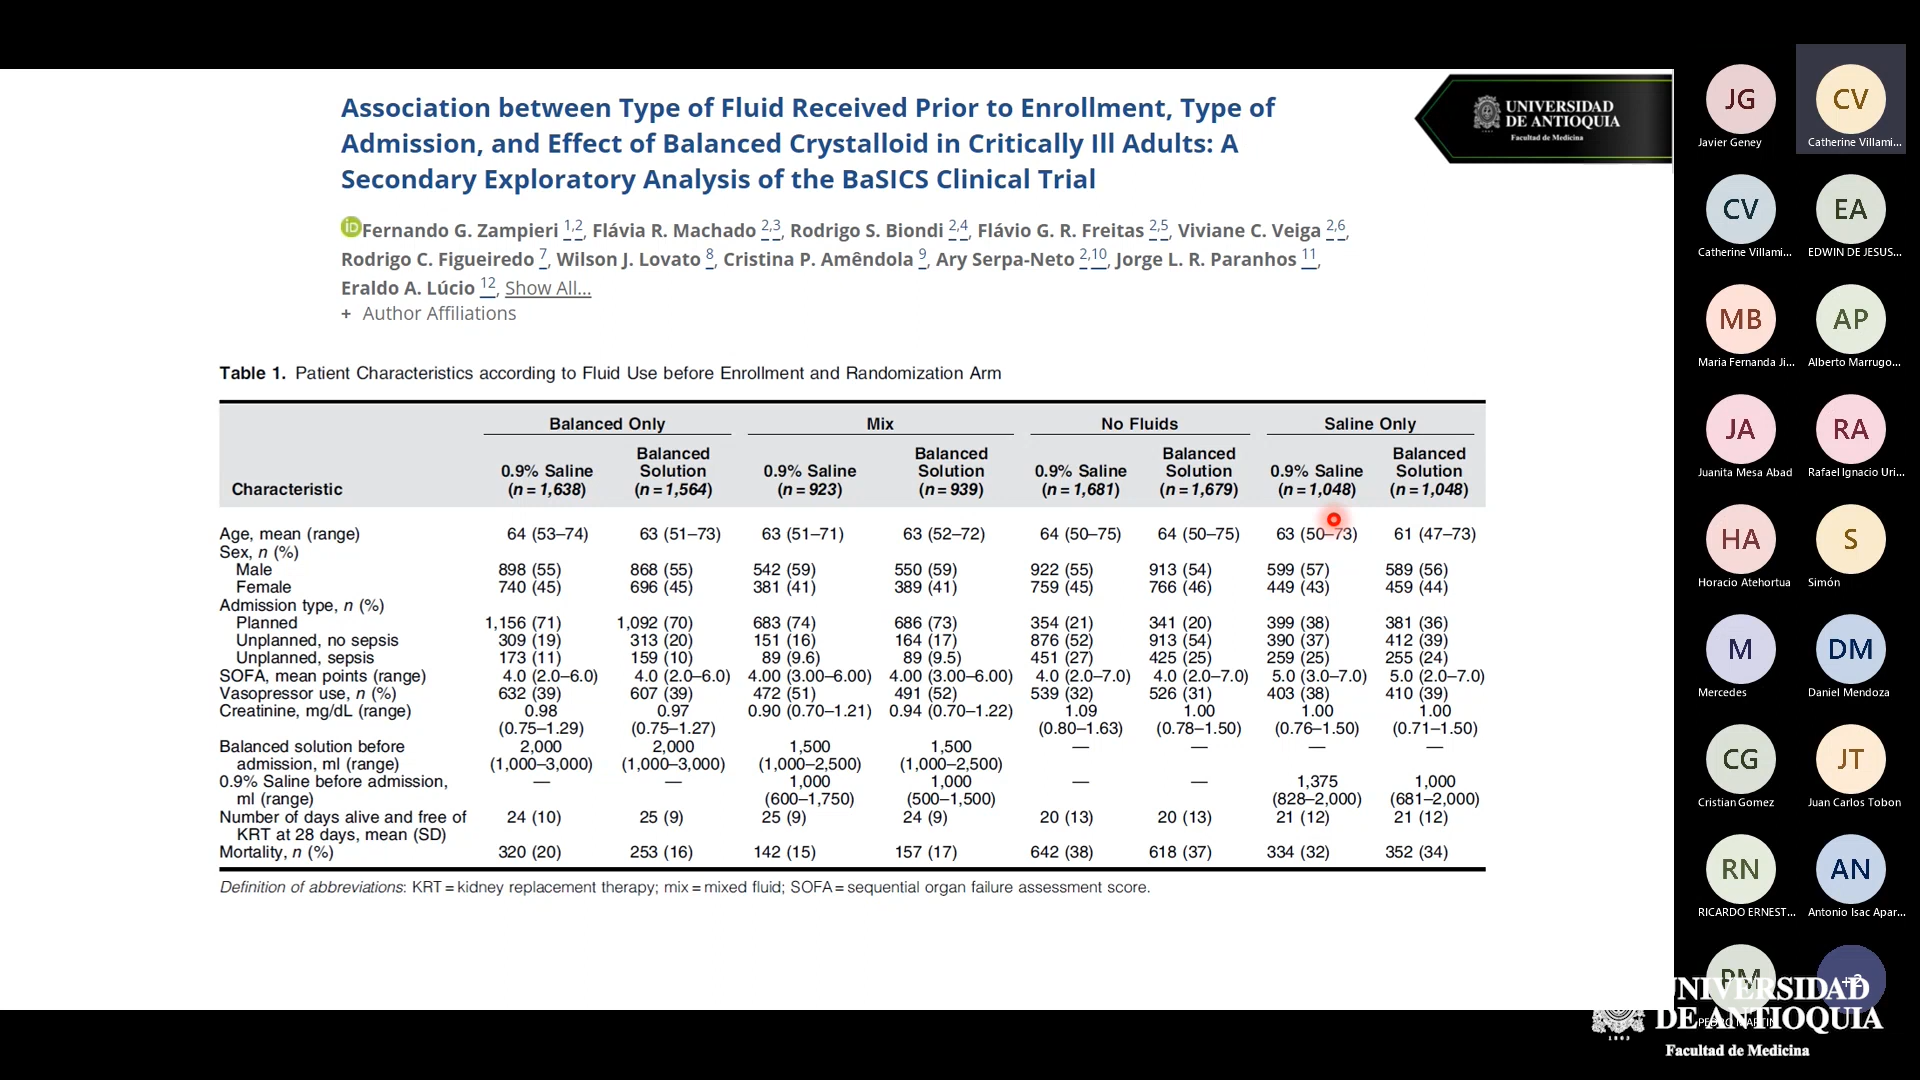 Association between Type of Fluid Received Prior to Enrollment, Type of
Admission, and Effect of Balanced Crystalloid in Critically Ill Adults: A
Secondary Exploratory Analysis of the BaSICS Clinical Trial
iD Fernando G. Zampieri 1,2, Flávia R. Machado 2,3, Rodrigo S. Biondi 2,4, Flávio G. R. Freitas 2,5, Viviane C. Veiga 2,6,
Rodrigo C. Figueiredo 7, Wilson J. Lovato 8, Cristina P. Amêndola 9, Ary Serpa-Neto 2,10, Jorge L. R. Paranhos 11,
Eraldo A. Lúcio 12, Show All...
+ Author Affiliations
UNIVERSIDAD
DE ANTIOQUIA
Facultad de Medicina
Table 1. Patient Characteristics according to Fluid Use before Enrollment and Randomization Arm
Balanced Only Mix No Fluids Saline Only
Balanced Balanced Balanced Balanced
0.9% Saline Solution 0.9% Saline Solution 0.9% Saline Solution 0.9% Saline Solution
Characteristic (n = 1,638) (n = 1,564) (n = 923) (n = 939) (n = 1,681) (n = 1,679) (n = 1,048) (n = 1,048)
Age, mean (range) 64 (53–74) 63 (51–73) 63 (51–71) 63 (52–72) 64 (50–75) 64 (50–75) 63 (50–73) 61 (47–73)
Sex, n (%)
Male 898 (55) 868 (55) 542 (59) 550 (59) 922 (55) 913 (54) 599 (57) 589 (56)
Female 740 (45) 696 (45) 381 (41) 389 (41) 759 (45) 766 (46) 449 (43) 459 (44)
Admission type, n (%)
Planned 1,156 (71) 1,092 (70) 683 (74) 686 (73) 354 (21) 341 (20) 399 (38) 381 (36)
Unplanned, no sepsis 309 (19) 313 (20) 151 (16) 164 (17) 876 (52) 913 (54) 390 (37) 412 (39)
Unplanned, sepsis 173 (11) 159 (10) 89 (9.6) 89 (9.5) 451 (27) 425 (25) 259 (25) 255 (24)
SOFA, mean points (range) 4.0 (2.0–6.0) 4.0 (2.0–6.0) 4.00 (3.00–6.00) 4.00 (3.00–6.00) 4.0 (2.0–7.0) 4.0 (2.0–7.0) 5.0 (3.0–7.0) 5.0 (2.0–7.0)
Vasopressor use, n (%) 632 (39) 607 (39) 472 (51) 491 (52) 539 (32) 526 (31) 403 (38) 410 (39)
Creatinine, mg/dL (range) 0.98 0.97 0.90 (0.70–1.21) 0.94 (0.70–1.22) 1.09 1.00 1.00 1.00
(0.75–1.29) (0.75–1.27) (0.80–1.63) (0.78–1.50) (0.76–1.50) (0.71–1.50)
Balanced solution before 2,000 2,000 1,500 1,500 — — — —
admission, ml (range) (1,000–3,000) (1,000–3,000) (1,000–2,500) (1,000–2,500)
0.9% Saline before admission, — — 1,000 1,000 — — 1,375 1,000
ml (range) (600–1,750) (500–1,500) (828–2,000) (681–2,000)
Number of days alive and free of 24 (10) 25 (9) 25 (9) 24 (9) 20 (13) 20 (13) 21 (12) 21 (12)
KRT at 28 days, mean (SD)
Mortality, n (%) 320 (20) 253 (16) 142 (15) 157 (17) 642 (38) 618 (37) 334 (32) 352 (34)
Definition of abbreviations: KRT = kidney replacement therapy; mix = mixed fluid; SOFA = sequential organ failure assessment score.
JG CV
Javier Geney Catherine Villami...
CV EA
Catherine Villami... EDWIN DE JESUS...
MB AP
Maria Fernanda Ji... Alberto Marrugo...
JA RA
Juanita Mesa Abad Rafael Ignacio Uri...
HA S
Horacio Atehortua Simón
M DM
Mercedes Daniel Mendoza
CG JT
Cristian Gomez Juan Carlos Tobon
RN AN
RICARDO ERNEST... Antonio Isac Apar...
PM +2
UNIVERSIDAD
DE ANTIOQUIA
1803
Facultad de Medicina